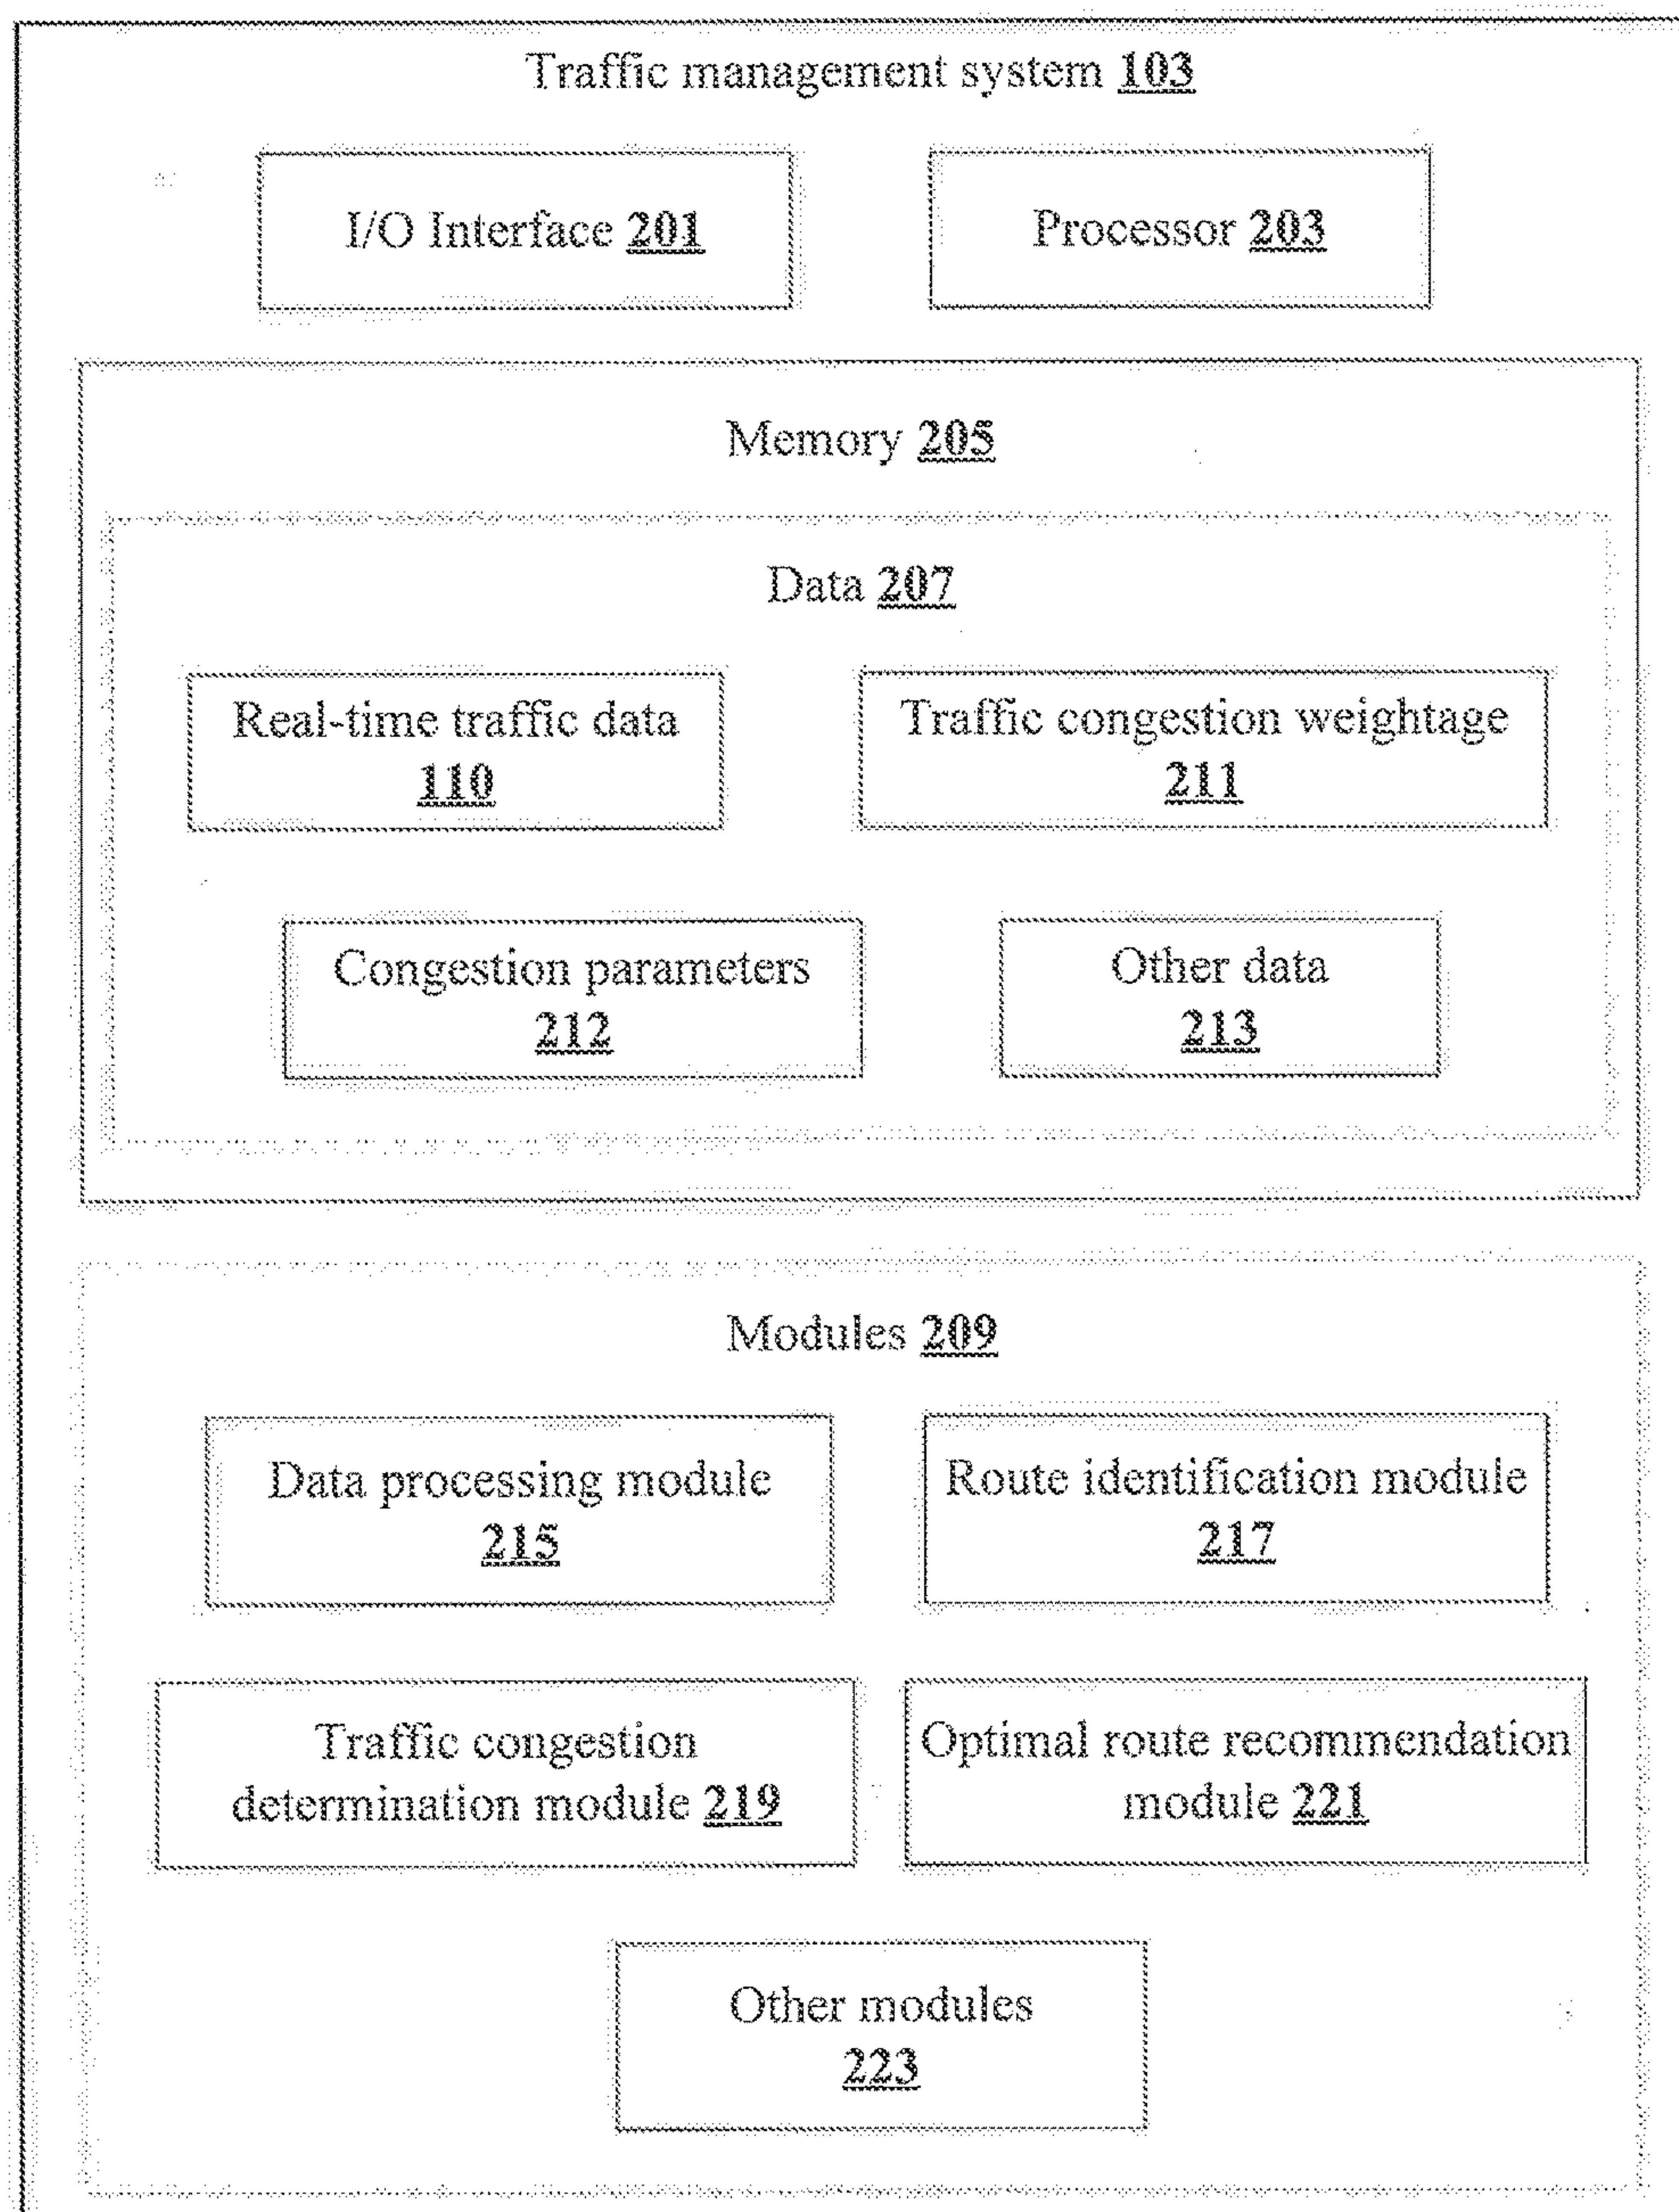 Traffic management system 103
I/O Interface 201
Processor 203
Memory 205
Data 207
Real-time traffic data
110
Traffic congestion weightage
211
Congestion parameters
212
Other data
213
Modules 209
Data processing module
215
Route identification module
217
Traffic congestion
determination module 219
Optimal route recommendation
module 221
Other modules
223